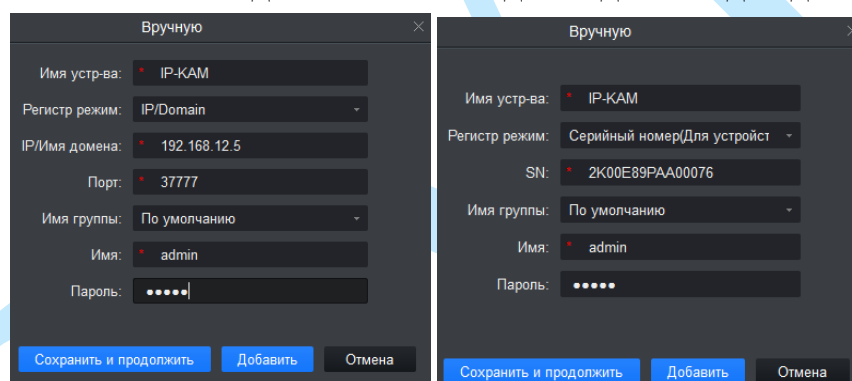 Вручную
Имя устр-ва: * IP-KAM
Регистр режим: IP/Domain
IP/Имя домена: * 192.168.12.5
Порт: * 37777
Имя группы: По умолчанию
Имя: * admin
Пароль: •••••
Сохранить и продолжить Добавить Отмена
Вручную
Имя устр-ва: * IP-KAM
Регистр режим: Серийный номер(Для устройст
SN: * 2K00E89PAA00076
Имя группы: По умолчанию
Имя: * admin
Пароль: •••••
Сохранить и продолжить Добавить Отмена